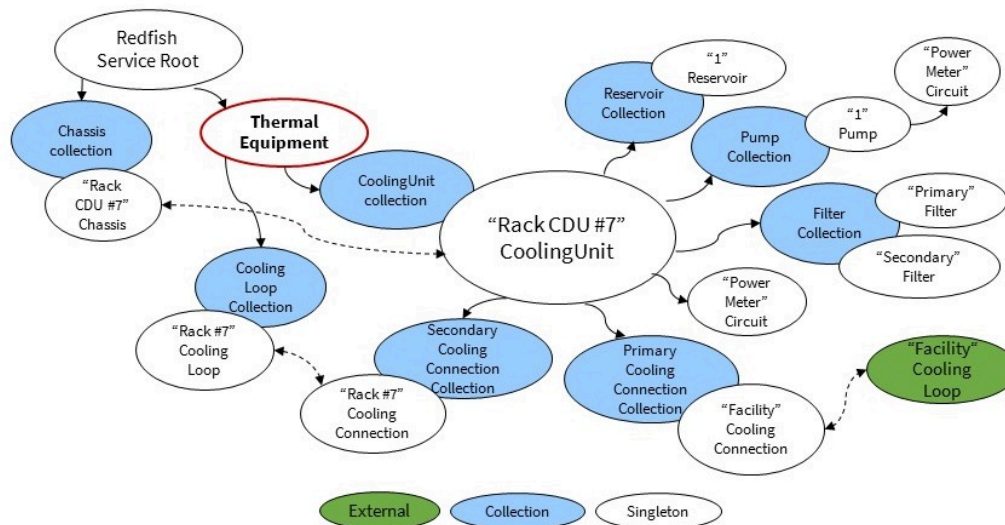 Redfish
Service Root
Chassis
collection
“Rack
CDU #7”
Chassis
Thermal
Equipment
CoolingUnit
collection
Cooling
Loop
Collection
“Rack #7”
Cooling
Loop
“Rack CDU #7”
CoolingUnit
Reservoir
Collection
“1”
Reservoir
Pump
Collection
“1”
Pump
“Power
Meter”
Circuit
Filter
Collection
“Primary”
Filter
“Secondary”
Filter
“Power
Meter”
Circuit
Secondary
Cooling
Connection
Collection
“Rack #7”
Cooling
Connection
Primary
Cooling
Connection
Collection
“Facility”
Cooling
Connection
“Facility“
Cooling
Loop
External
Collection
Singleton